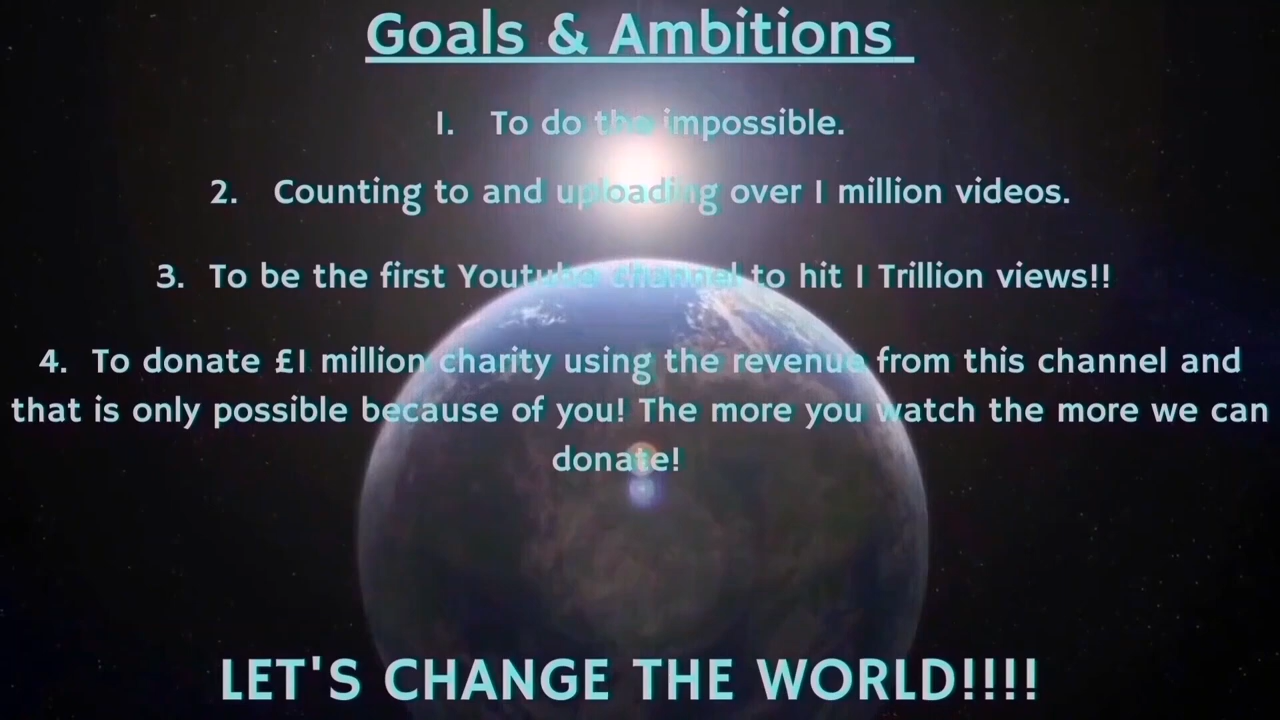 Goals & Ambitions
1. To do the impossible.
2. Counting to and uploading over 1 million videos.
3. To be the first Youtube channel to hit 1 Trillion views!!
4. To donate £1 million charity using the revenue from this channel and
that is only possible because of you! The more you watch the more we can
donate!
LET'S CHANGE THE WORLD!!!!